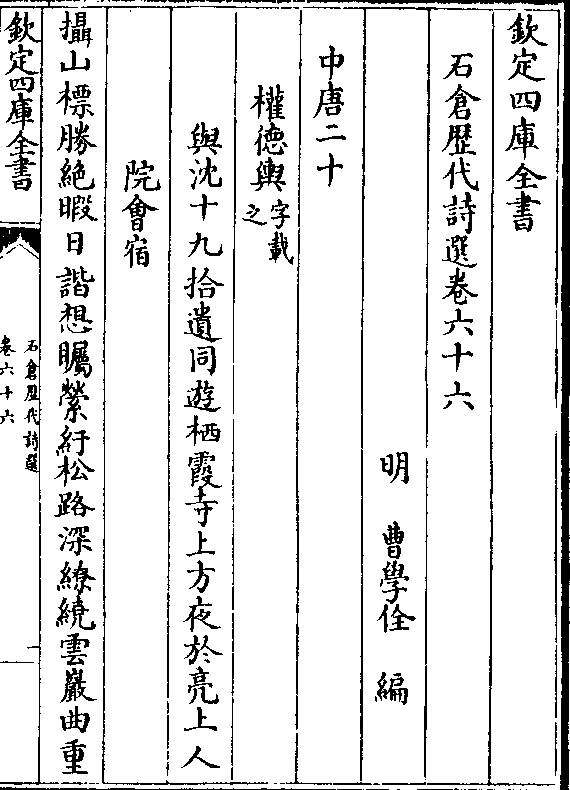 欽定四庫全書
石倉歴代詩選卷六十六
明 曹學佺 編
中唐二十
權德輿字載之
與沈十九拾遺同遊栖霞寺上方夜於亮上人
院會宿
攝山標勝絶暇日諧想矚縈紆松路深繚繞雲巖曲重
欽定四庫全書
石倉歴代詩選
卷六十六
一